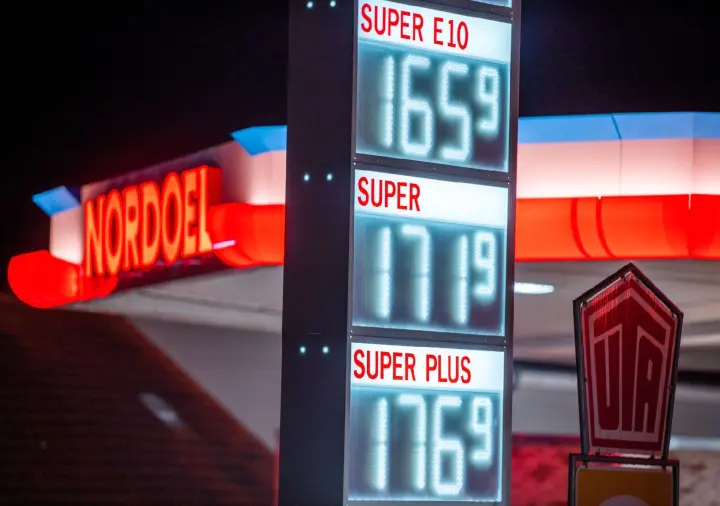 SUPER E10
165⁹
NORDOEL
SUPER
171⁹
SUPER PLUS
176⁹
UTA